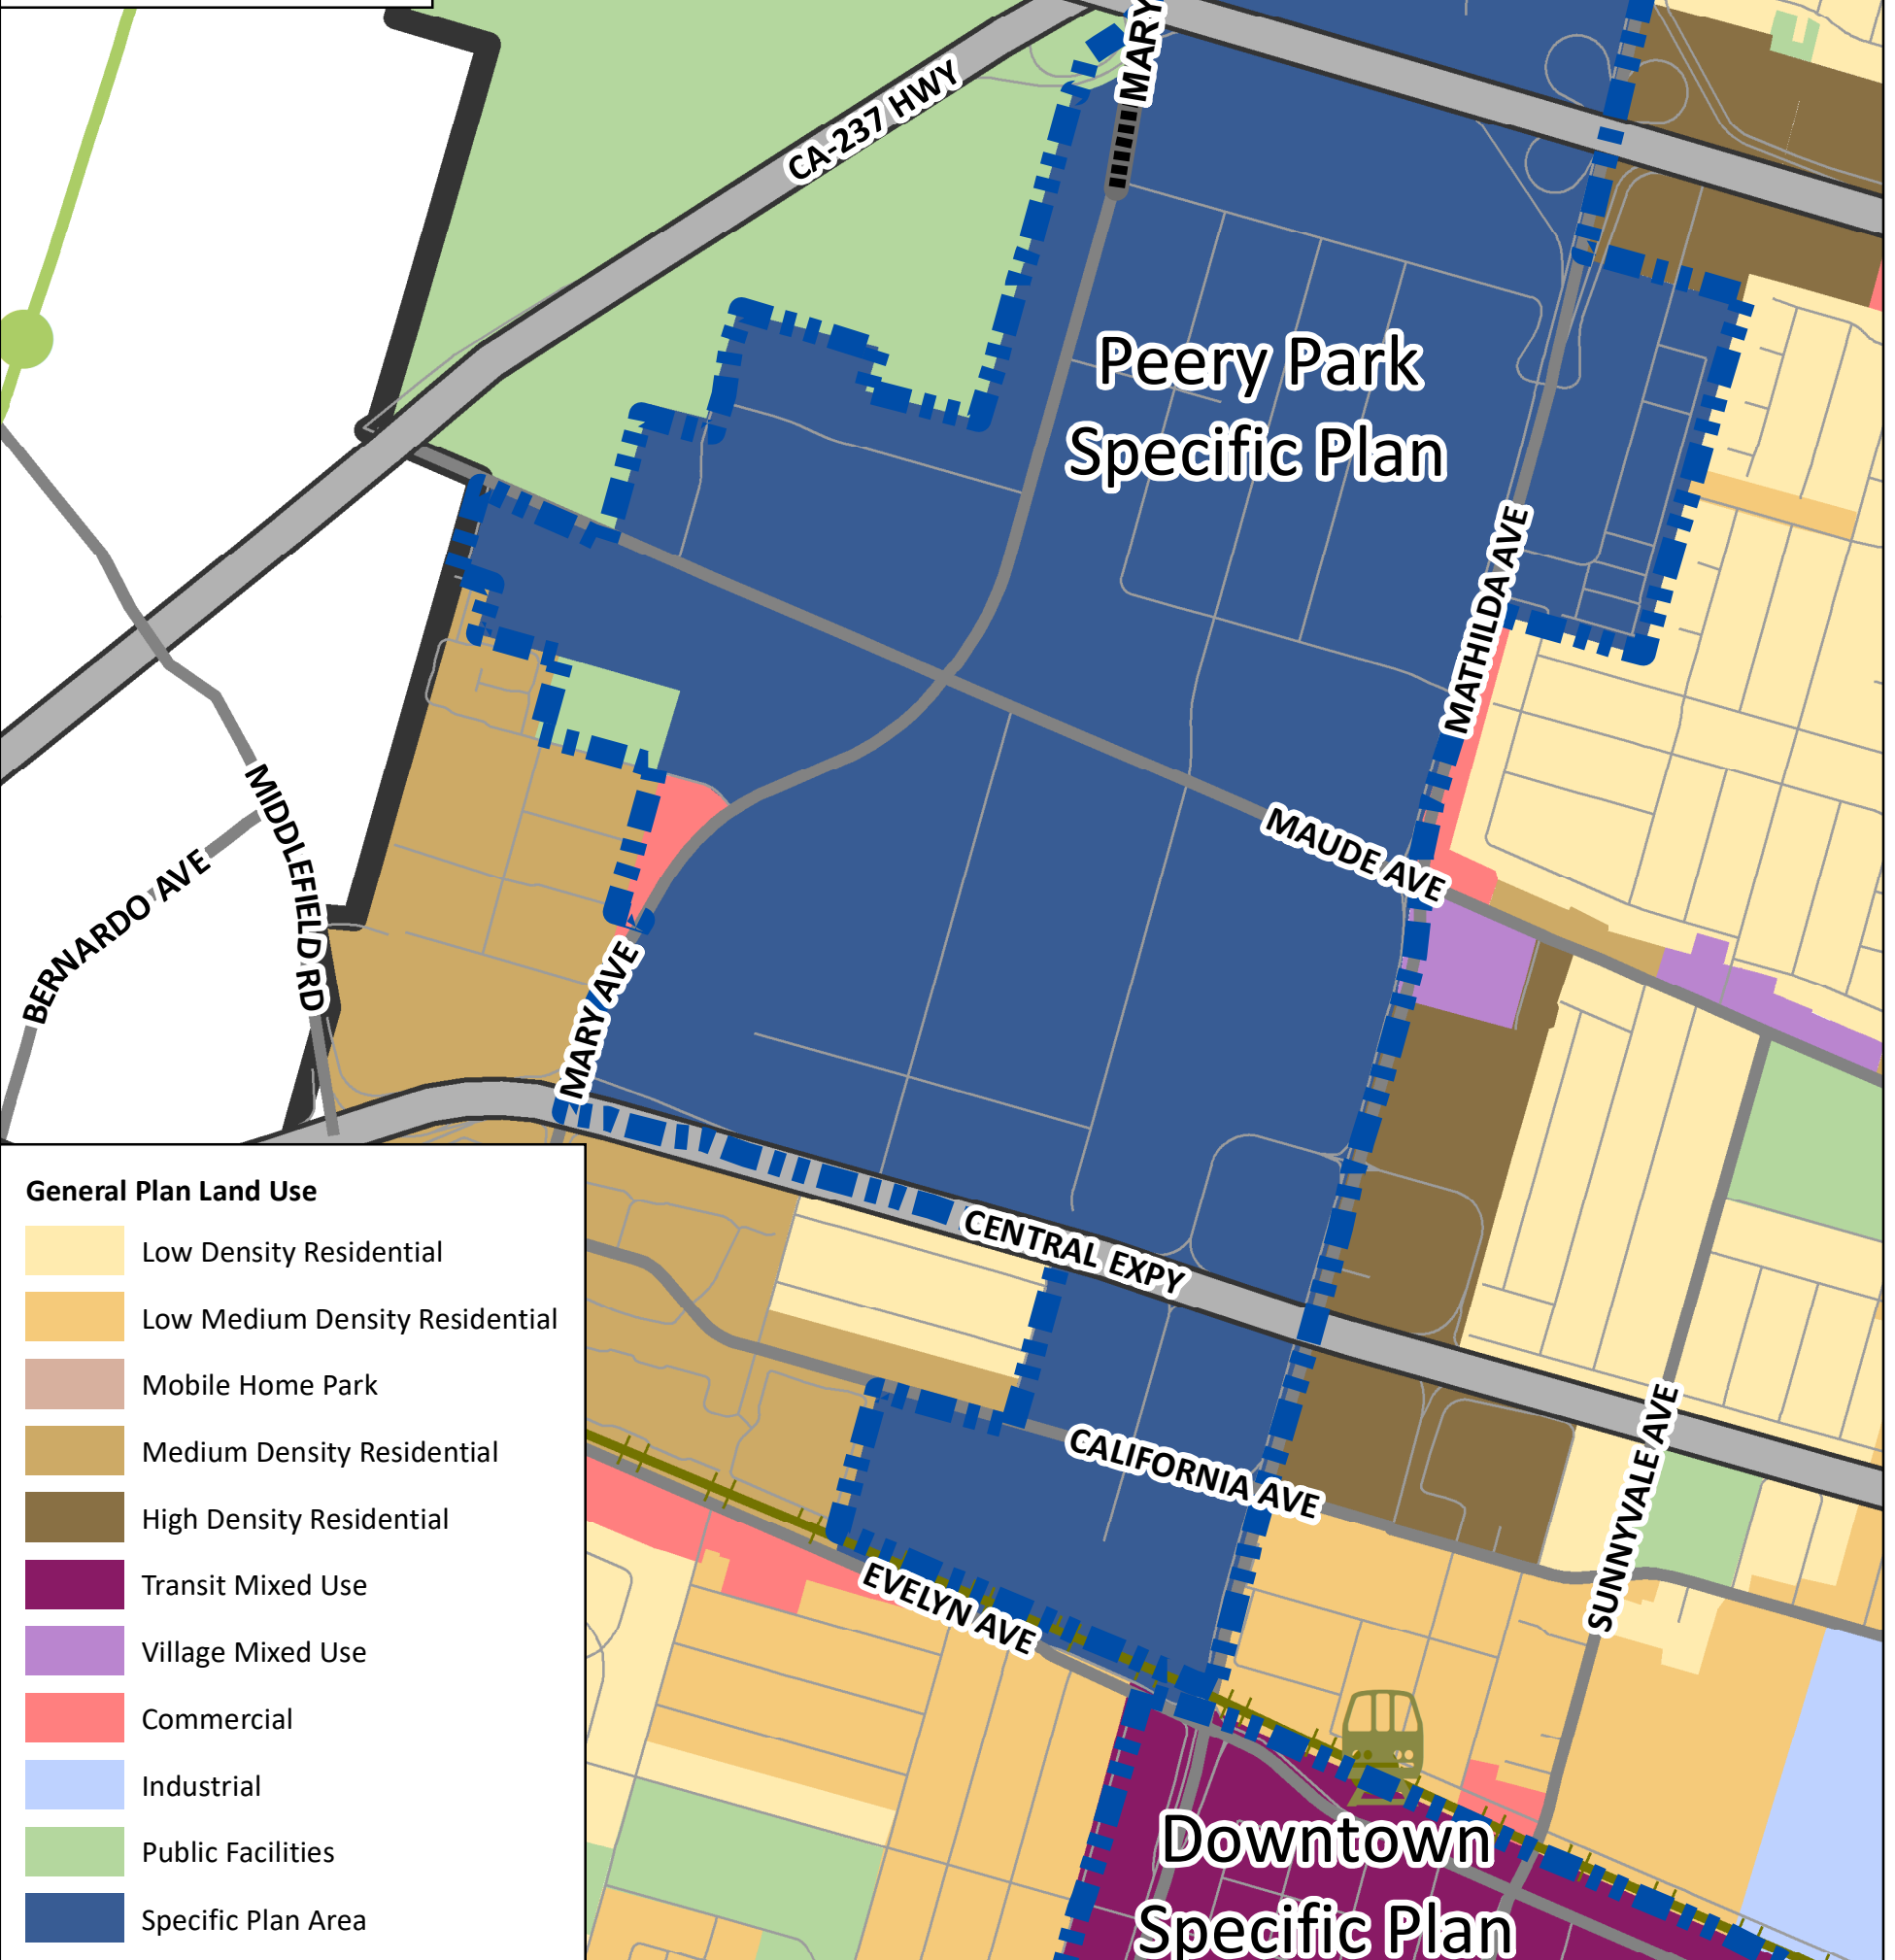 MARY
CA-237 HWY
Peery Park
Specific Plan
MATHILDA AVE
MIDDLEFIELD RD
MAUDE AVE
BERNARDO AVE
MARY AVE
CENTRAL EXPY
CALIFORNIA AVE
SUNNYVALE AVE
EVELYN AVE
Downtown
Specific Plan
General Plan Land Use
Low Density Residential
Low Medium Density Residential
Mobile Home Park
Medium Density Residential
High Density Residential
Transit Mixed Use
Village Mixed Use
Commercial
Industrial
Public Facilities
Specific Plan Area